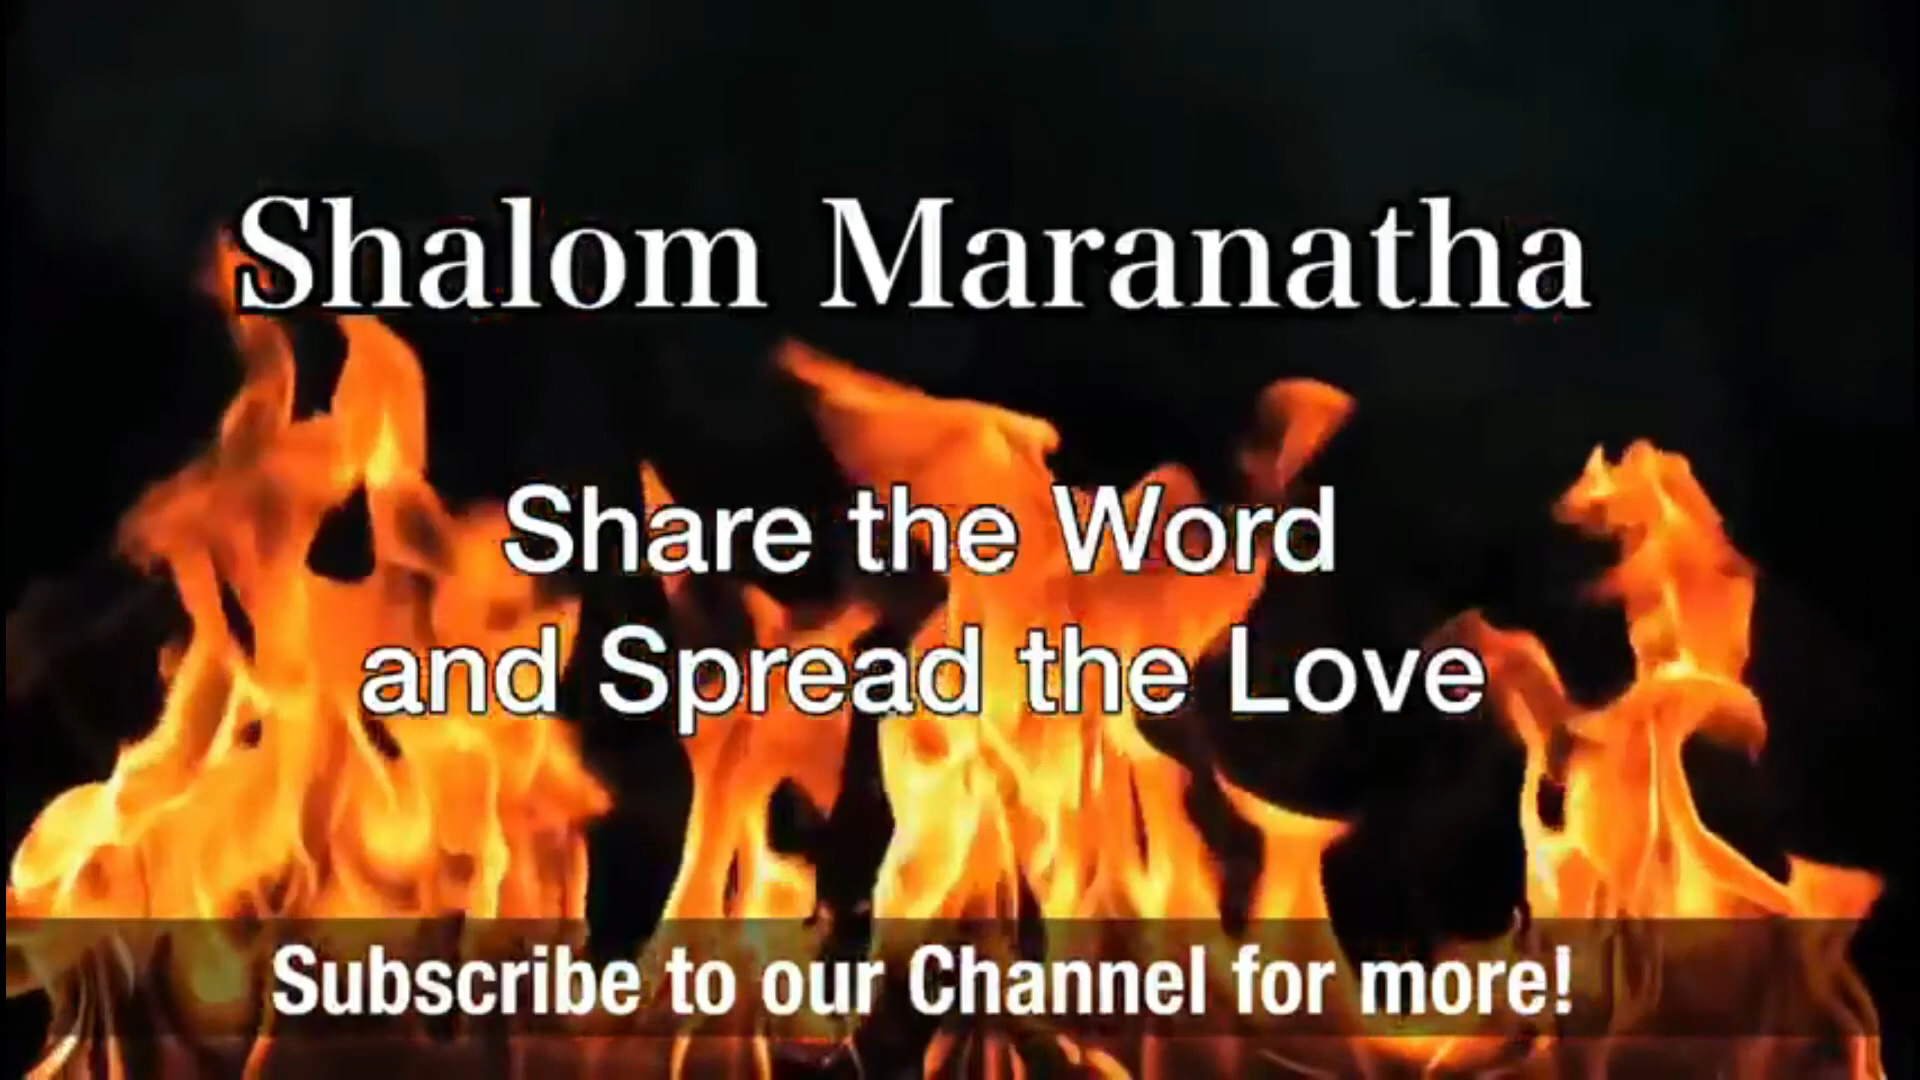 Shalom Maranatha
Share the Word
and Spread the Love
Subscribe to our Channel for more!